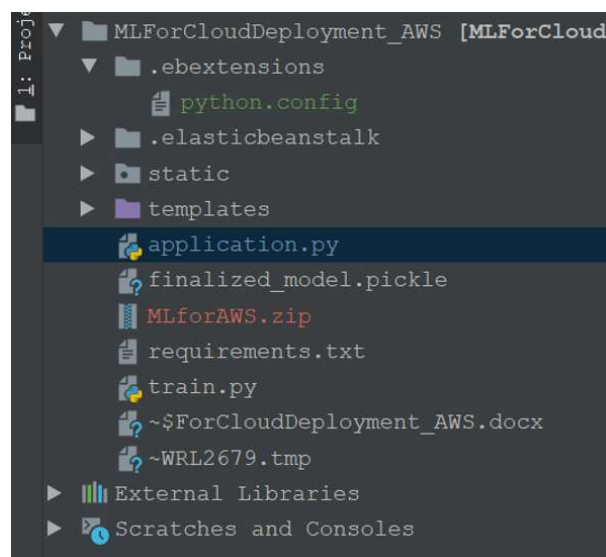 1: Proje
MLForCloudDeployment_AWS [MLForCloud
.ebextensions
python.config
.elasticbeanstalk
static
templates
application.py
finalized_model.pickle
MLforAWS.zip
requirements.txt
train.py
~$ForCloudDeployment_AWS.docx
~WRL2679.tmp
External Libraries
Scratches and Consoles